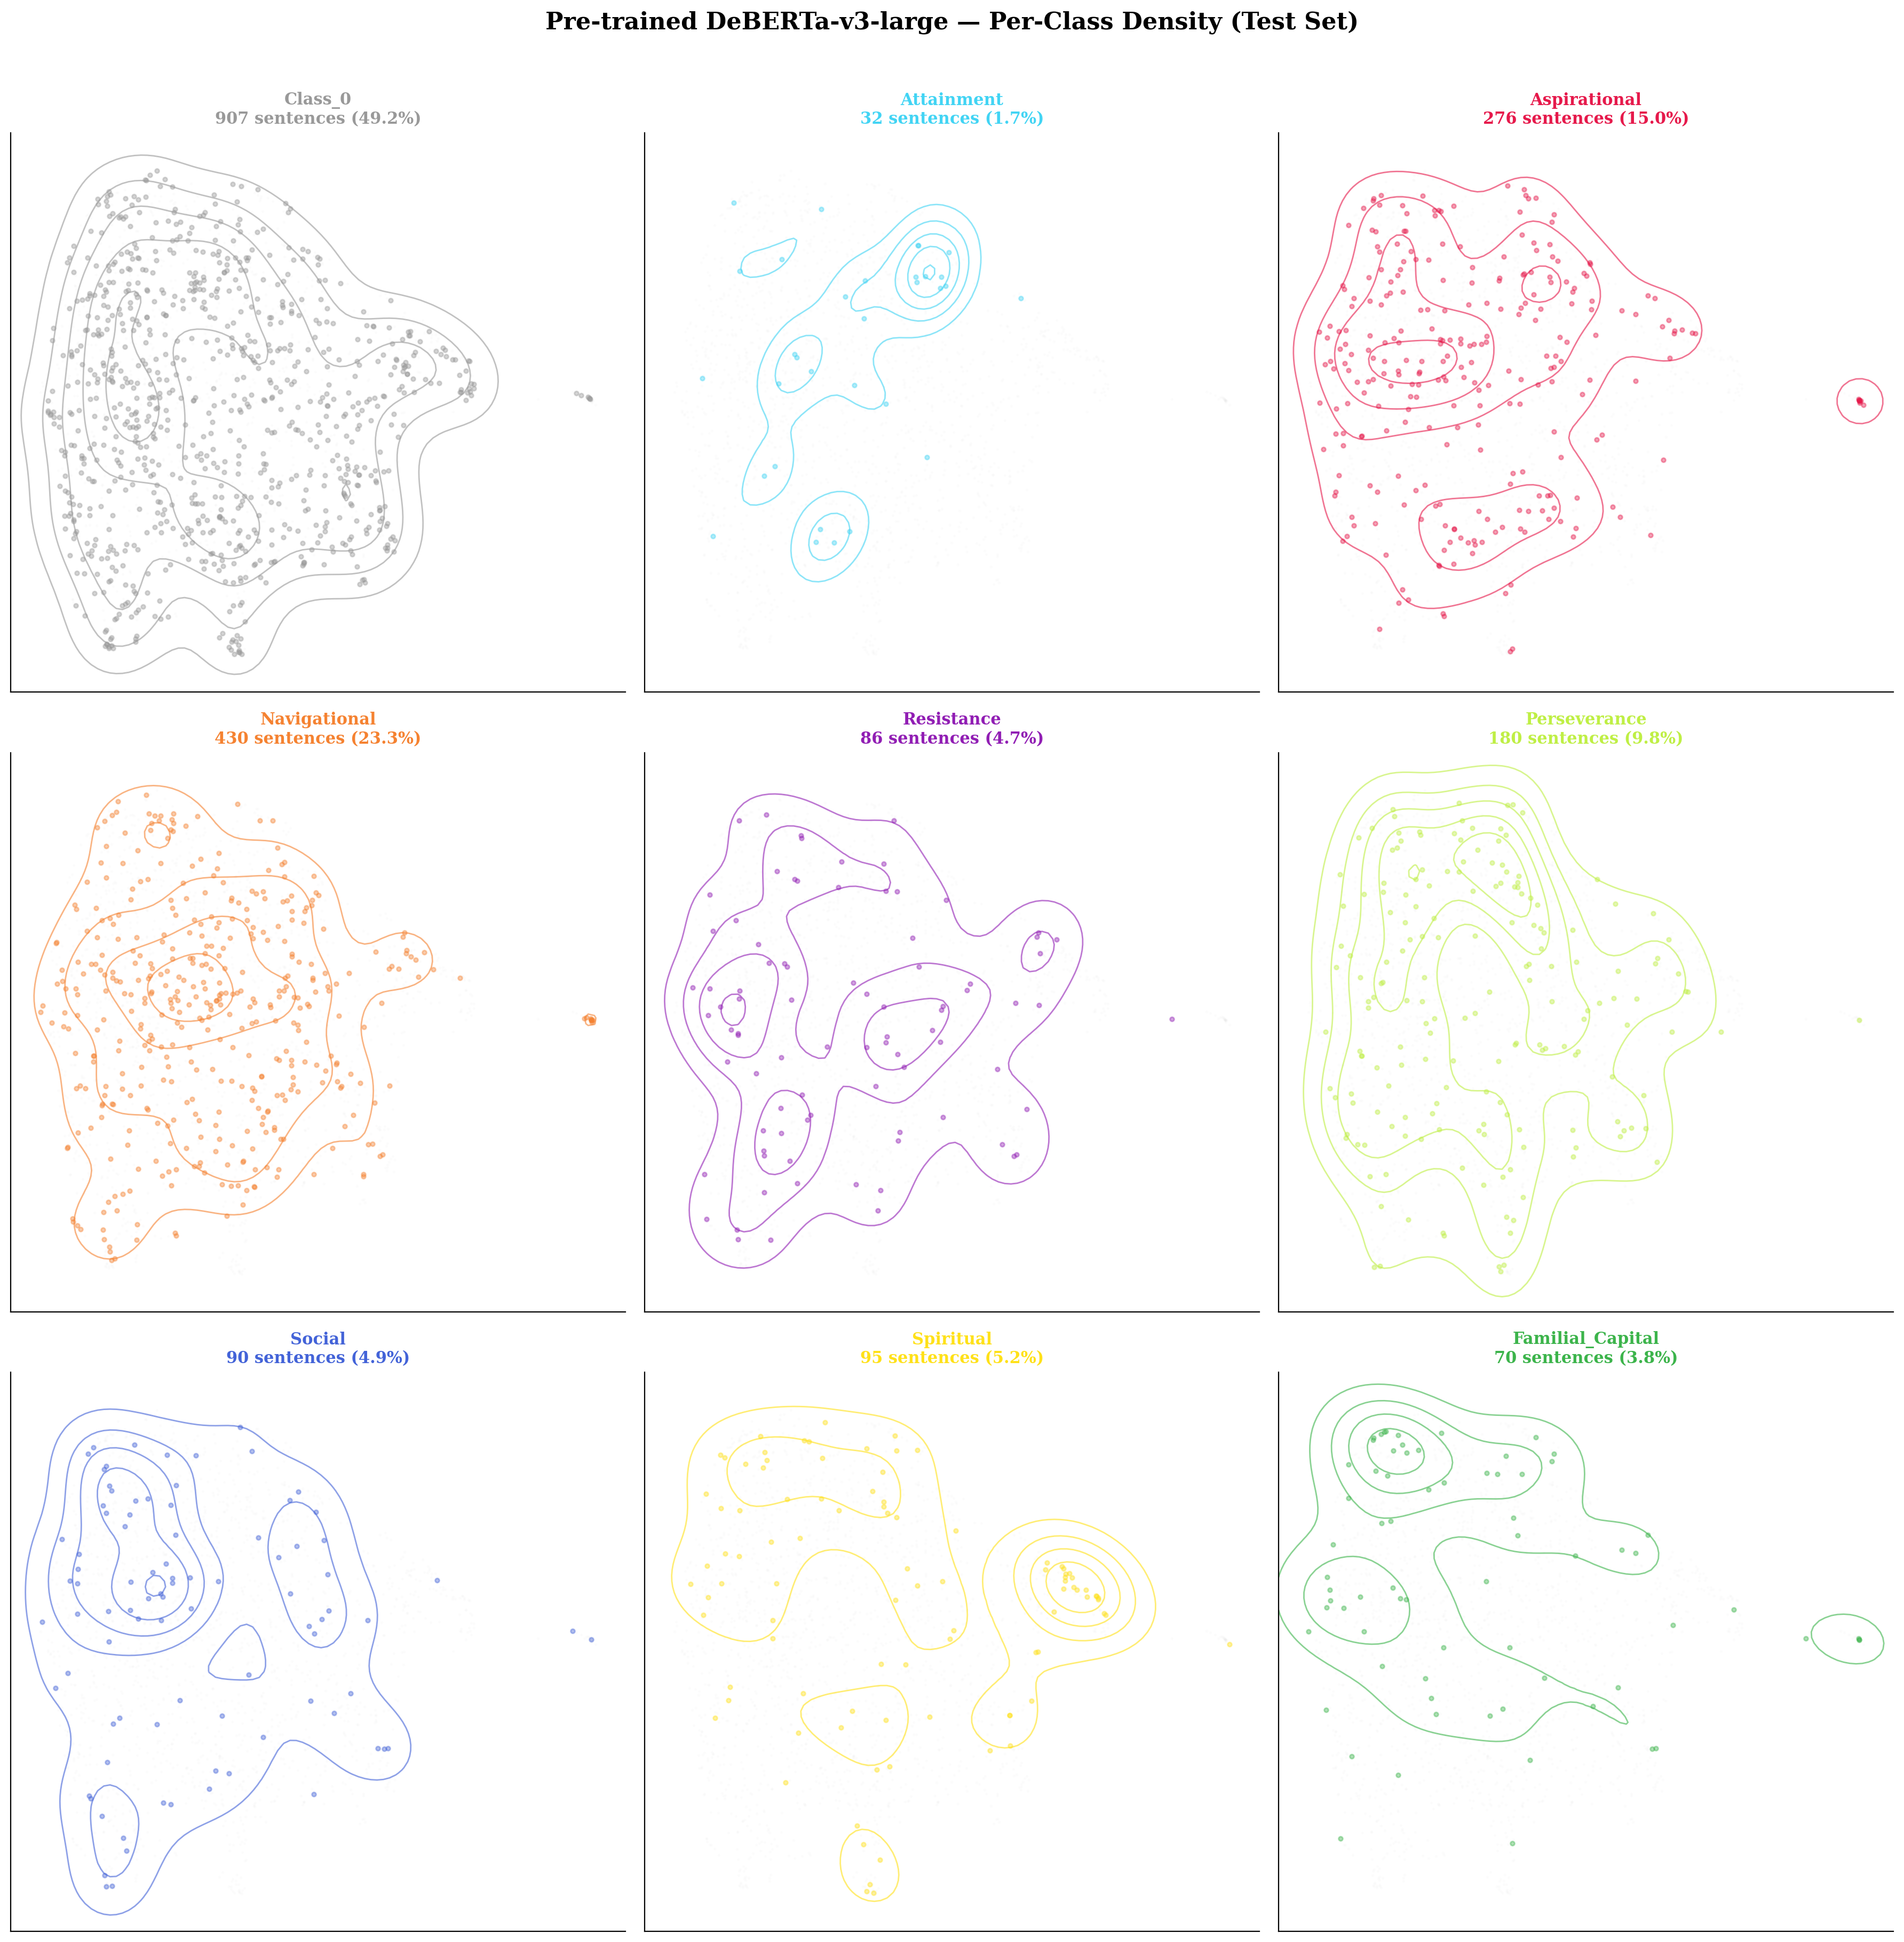 Pre-trained DeBERTa-v3-large — Per-Class Density (Test Set)
Class_0
907 sentences (49.2%)
Attainment
32 sentences (1.7%)
Aspirational
276 sentences (15.0%)
Navigational
430 sentences (23.3%)
Resistance
86 sentences (4.7%)
Perseverance
180 sentences (9.8%)
Social
90 sentences (4.9%)
Spiritual
95 sentences (5.2%)
Familial_Capital
70 sentences (3.8%)